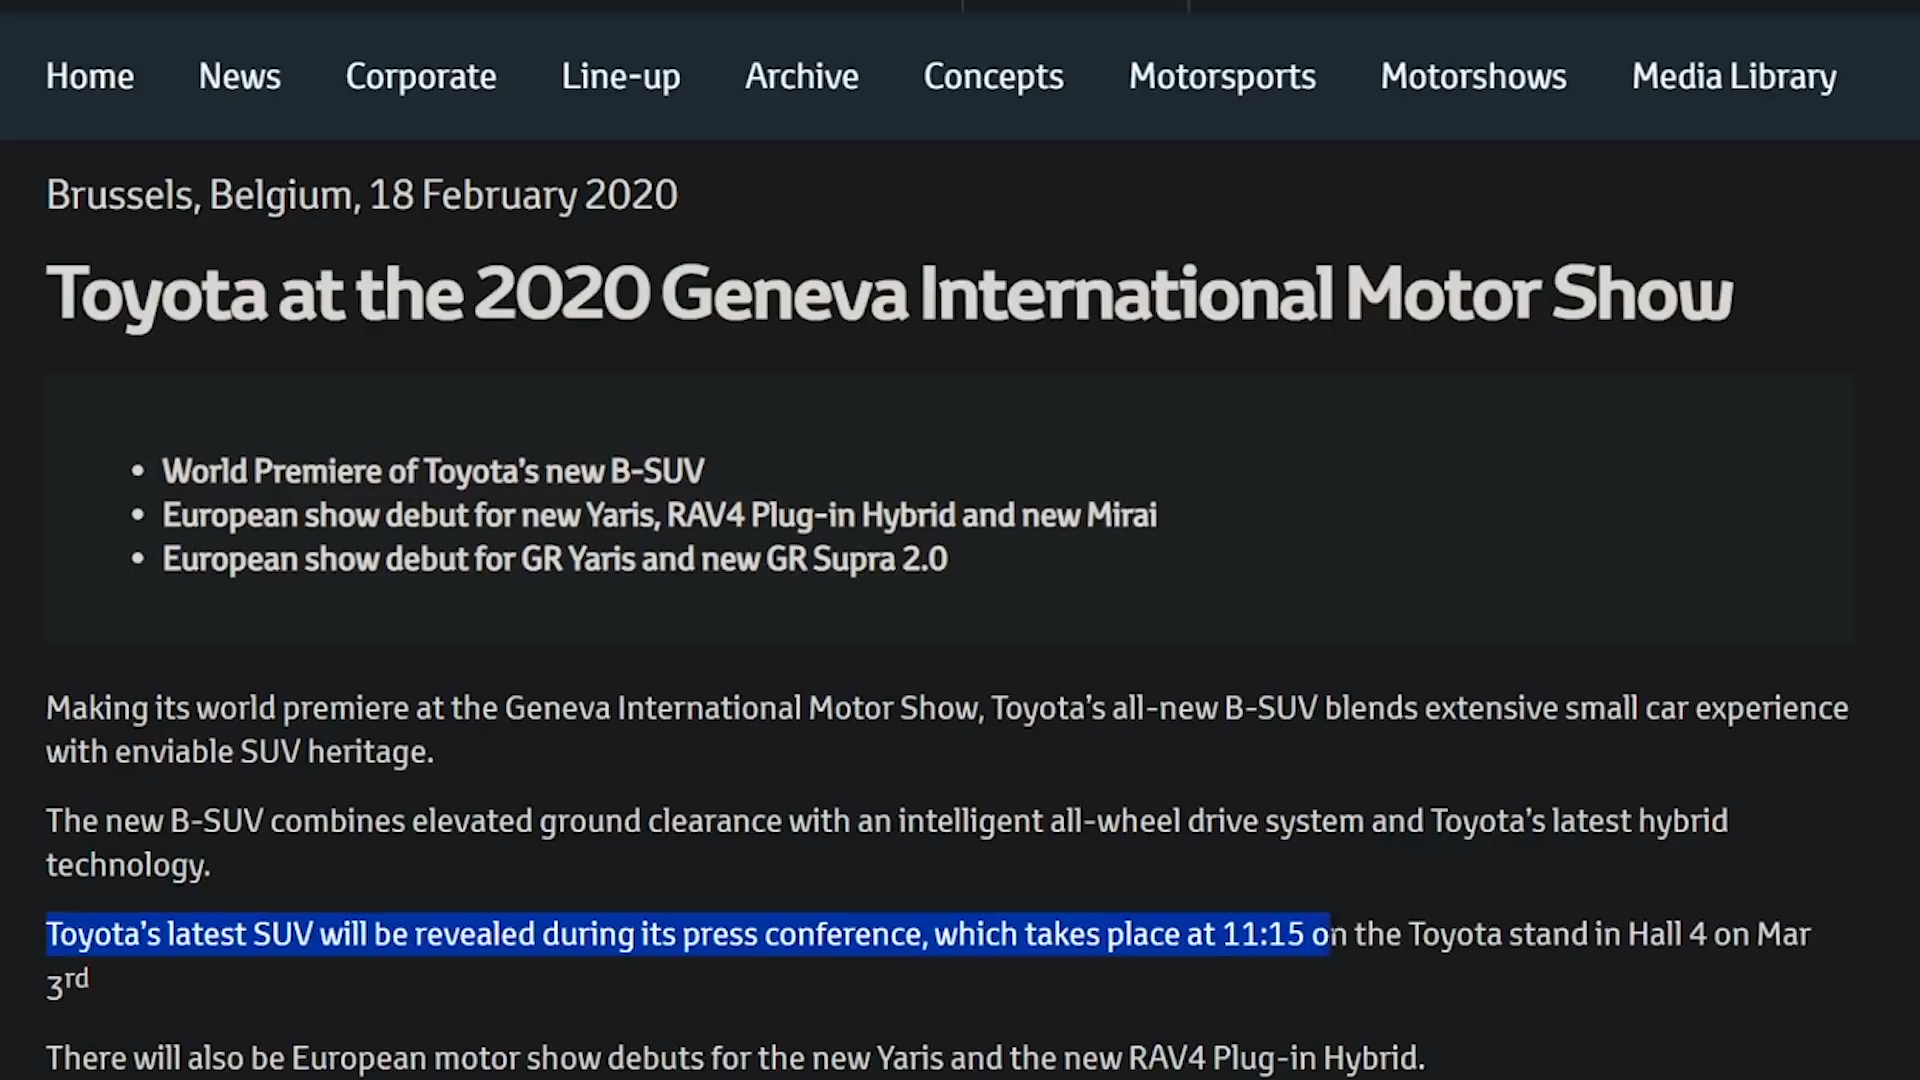 Home News Corporate Line-up Archive Concepts Motorsports Motorshows Media Library
Brussels, Belgium, 18 February 2020
Toyota at the 2020 Geneva International Motor Show
• World Premiere of Toyota's new B-SUV
• European show debut for new Yaris, RAV4 Plug-in Hybrid and new Mirai
• European show debut for GR Yaris and new GR Supra 2.0
Making its world premiere at the Geneva International Motor Show, Toyota's all-new B-SUV blends extensive small car experience
with enviable SUV heritage.
The new B-SUV combines elevated ground clearance with an intelligent all-wheel drive system and Toyota's latest hybrid
technology.
Toyota's latest SUV will be revealed during its press conference, which takes place at 11:15 on the Toyota stand in Hall 4 on Mar
3rd
There will also be European motor show debuts for the new Yaris and the new RAV4 Plug-in Hybrid.